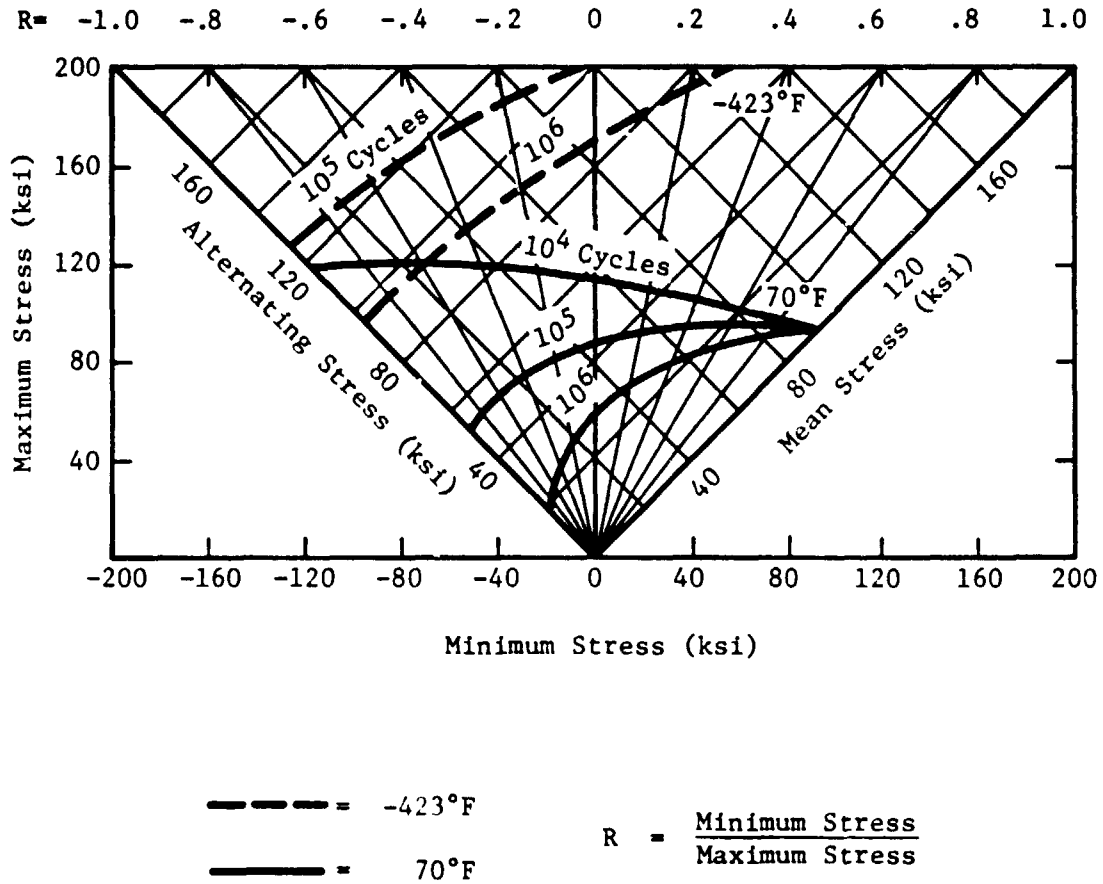 R= -1.0 -.8 -.6 -.4 -.2 0 .2 .4 .6 .8 1.0
200
160
120
80
40
Maximum Stress (ksi)
10⁵ Cycles
10⁶
-423°F
10⁴ Cycles
70°F
10⁵
10⁶
160
120
80
40
Alternating Stress (ksi)
160
120
80
40
Mean Stress (ksi)
-200 -160 -120 -80 -40 0 40 80 120 160 200
Minimum Stress (ksi)
= -423°F
= 70°F
R = Minimum Stress
Maximum Stress